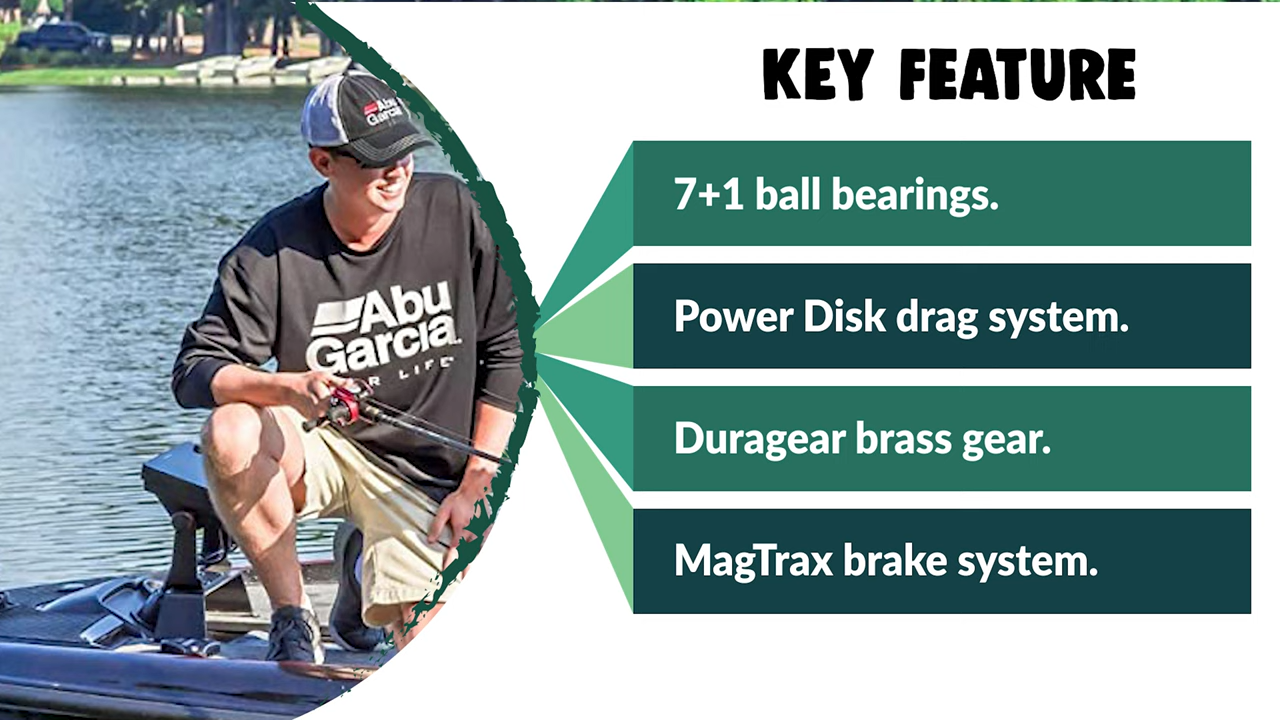 KEY FEATURE
Abu
Garcia
7+1 ball bearings.
Power Disk drag system.
Abu
Garcia.
R LIFE
Duragear brass gear.
MagTrax brake system.